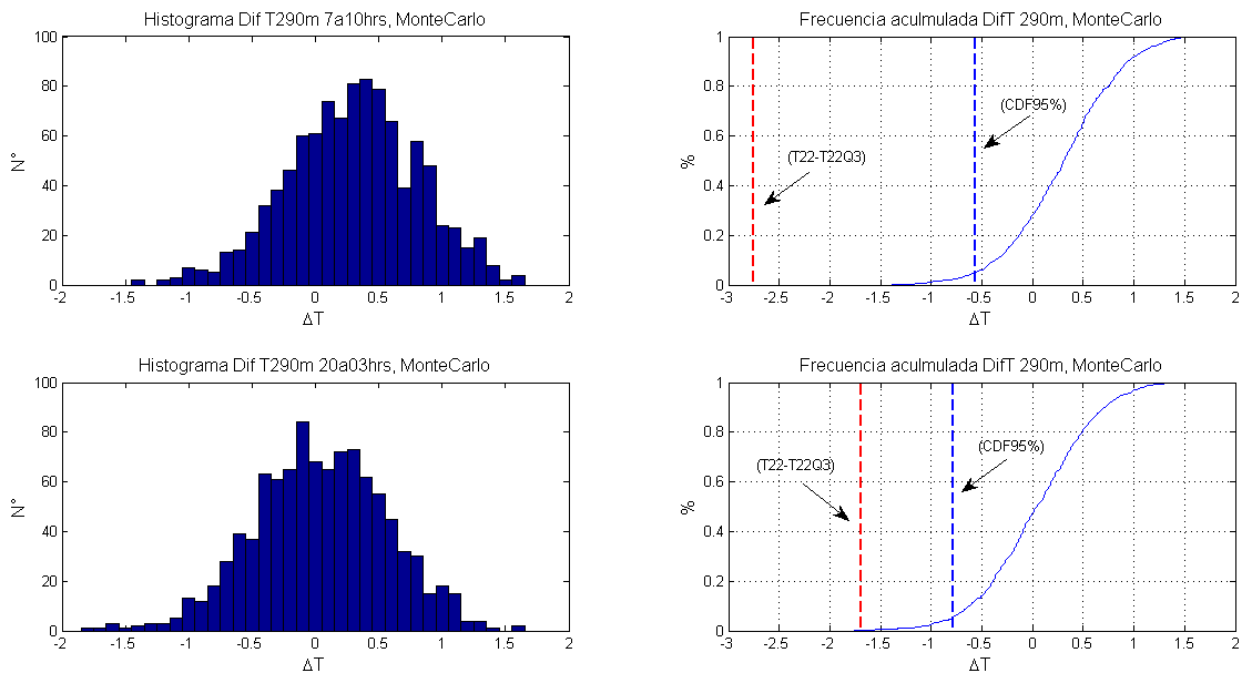 Histograma Dif T290m 7a10hrs, MonteCarlo
100
80
60
40
20
0
N°
-2 -1.5 -1 -0.5 0 0.5 1 1.5 2
ΔT
Frecuencia aculmulada DifT 290m, MonteCarlo
1
0.8
0.6
0.4
0.2
0
%
(CDF95%)
(T22-T22Q3)
-3 -2.5 -2 -1.5 -1 -0.5 0 0.5 1 1.5 2
ΔT
Histograma Dif T290m 20a03hrs, MonteCarlo
100
80
60
40
20
0
N°
-2 -1.5 -1 -0.5 0 0.5 1 1.5 2
ΔT
Frecuencia aculmulada DifT 290m, MonteCarlo
1
0.8
0.6
0.4
0.2
0
%
(CDF95%)
(T22-T22Q3)
-3 -2.5 -2 -1.5 -1 -0.5 0 0.5 1 1.5 2
ΔT